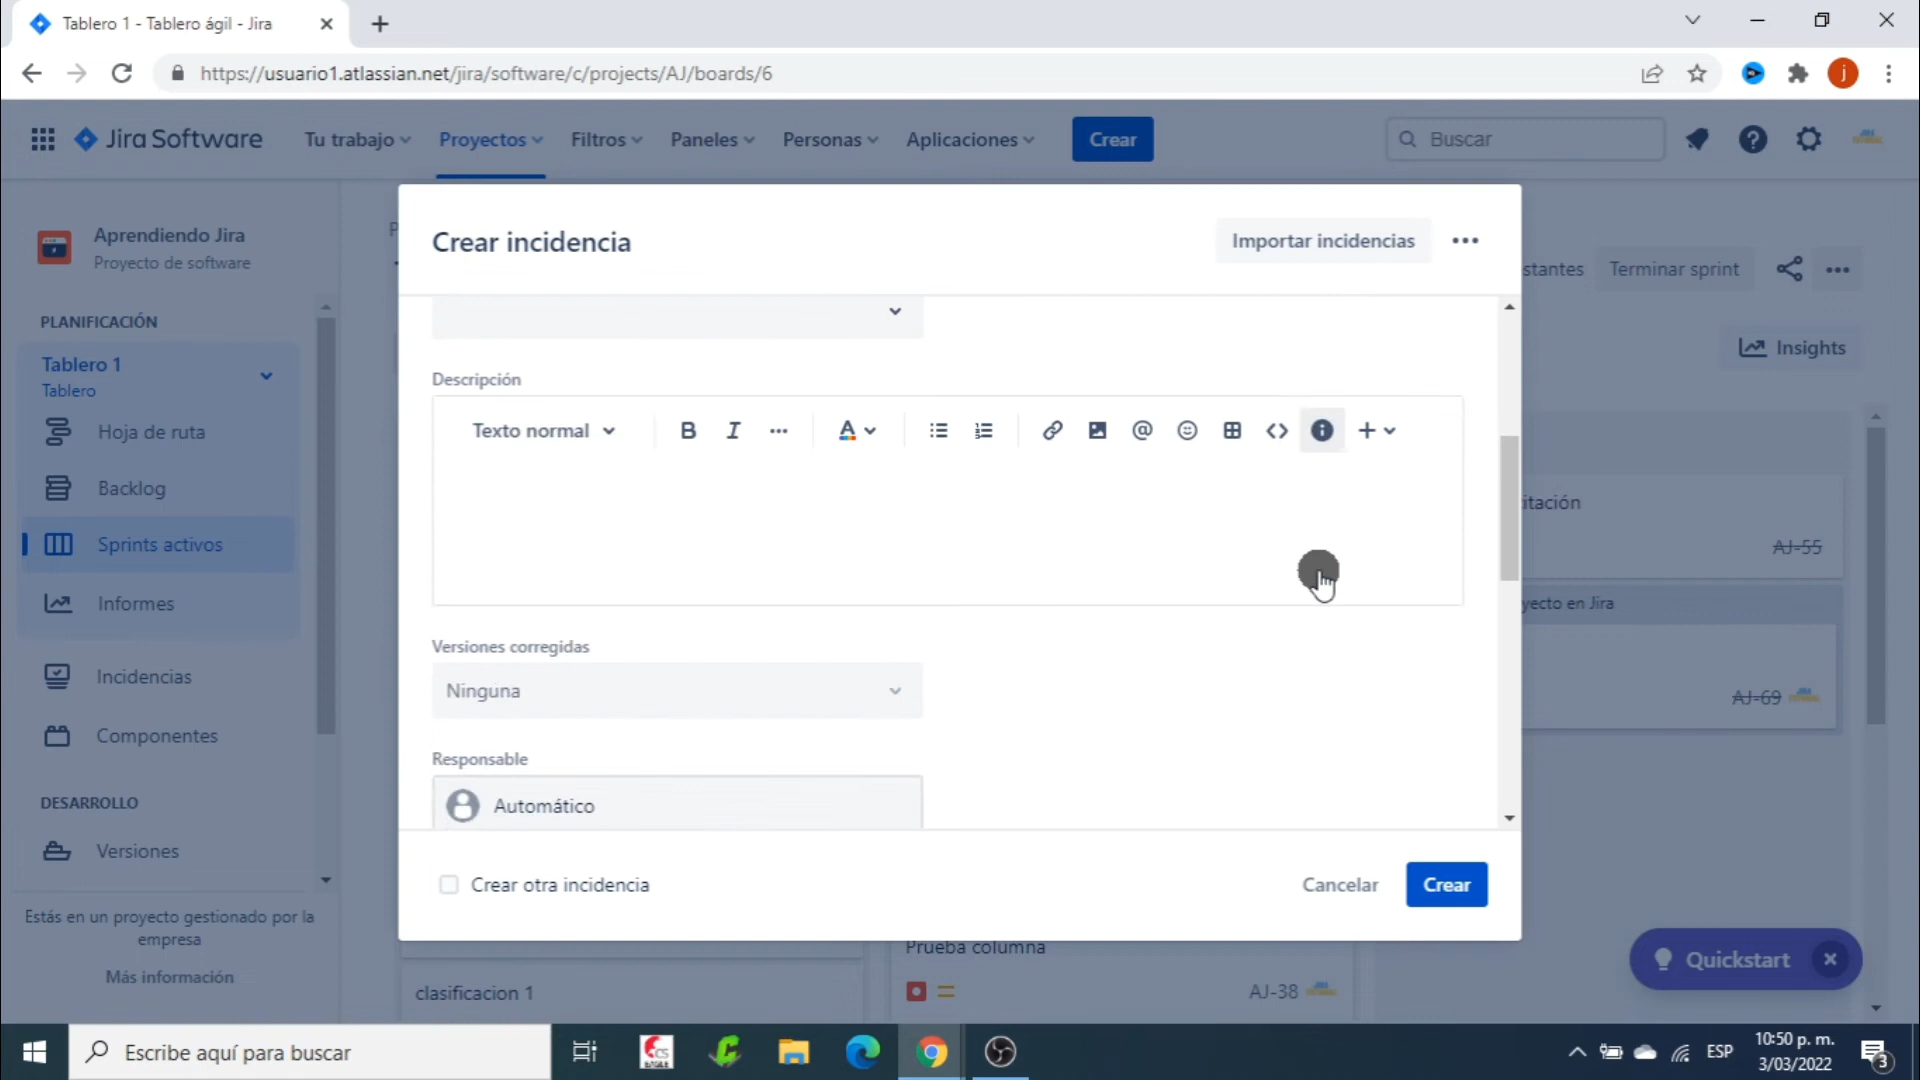 Tablero 1 - Tablero ágil - Jira
https://usuario1.atlassian.net/jira/software/c/projects/AJ/boards/6
j
Jira Software
Tu trabajo
Proyectos
Filtros
Paneles
Personas
Aplicaciones
Crear
Buscar
Aprendiendo Jira
Proyecto de software
PLANIFICACIÓN
Tablero 1
Tablero
Hoja de ruta
Backlog
Sprints activos
Informes
Incidencias
Componentes
DESARROLLO
Versiones
Estás en un proyecto gestionado por la
empresa
Más información
Crear incidencia
Importar incidencias
Descripción
Texto normal
Versiones corregidas
Ninguna
Responsable
Automático
Crear otra incidencia
Cancelar
Crear
stantes
Terminar sprint
Insights
itación
AJ-55
yecto en Jira
AJ-69
Prueba columna
clasificacion 1
AJ-38
Quickstart
Escribe aquí para buscar
CS
EAGLE
ESP
10:50 p. m.
3/03/2022
3